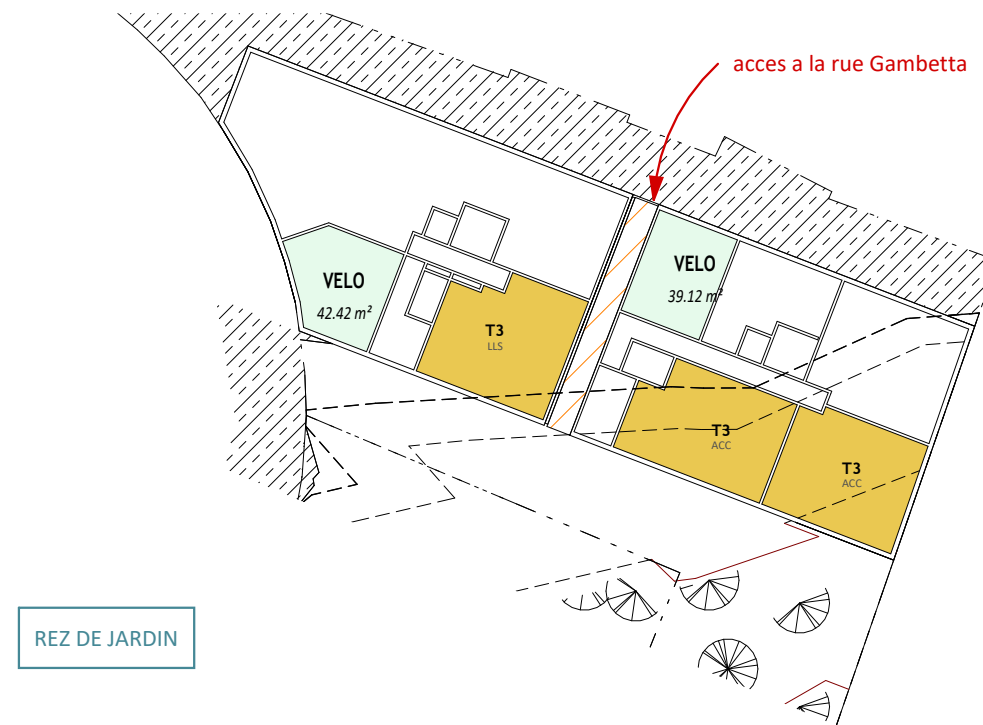 acces a la rue Gambetta
VELO
39.12 m²
VELO
42.42 m²
T3
LLS
T3
ACC
T3
ACC
REZ DE JARDIN